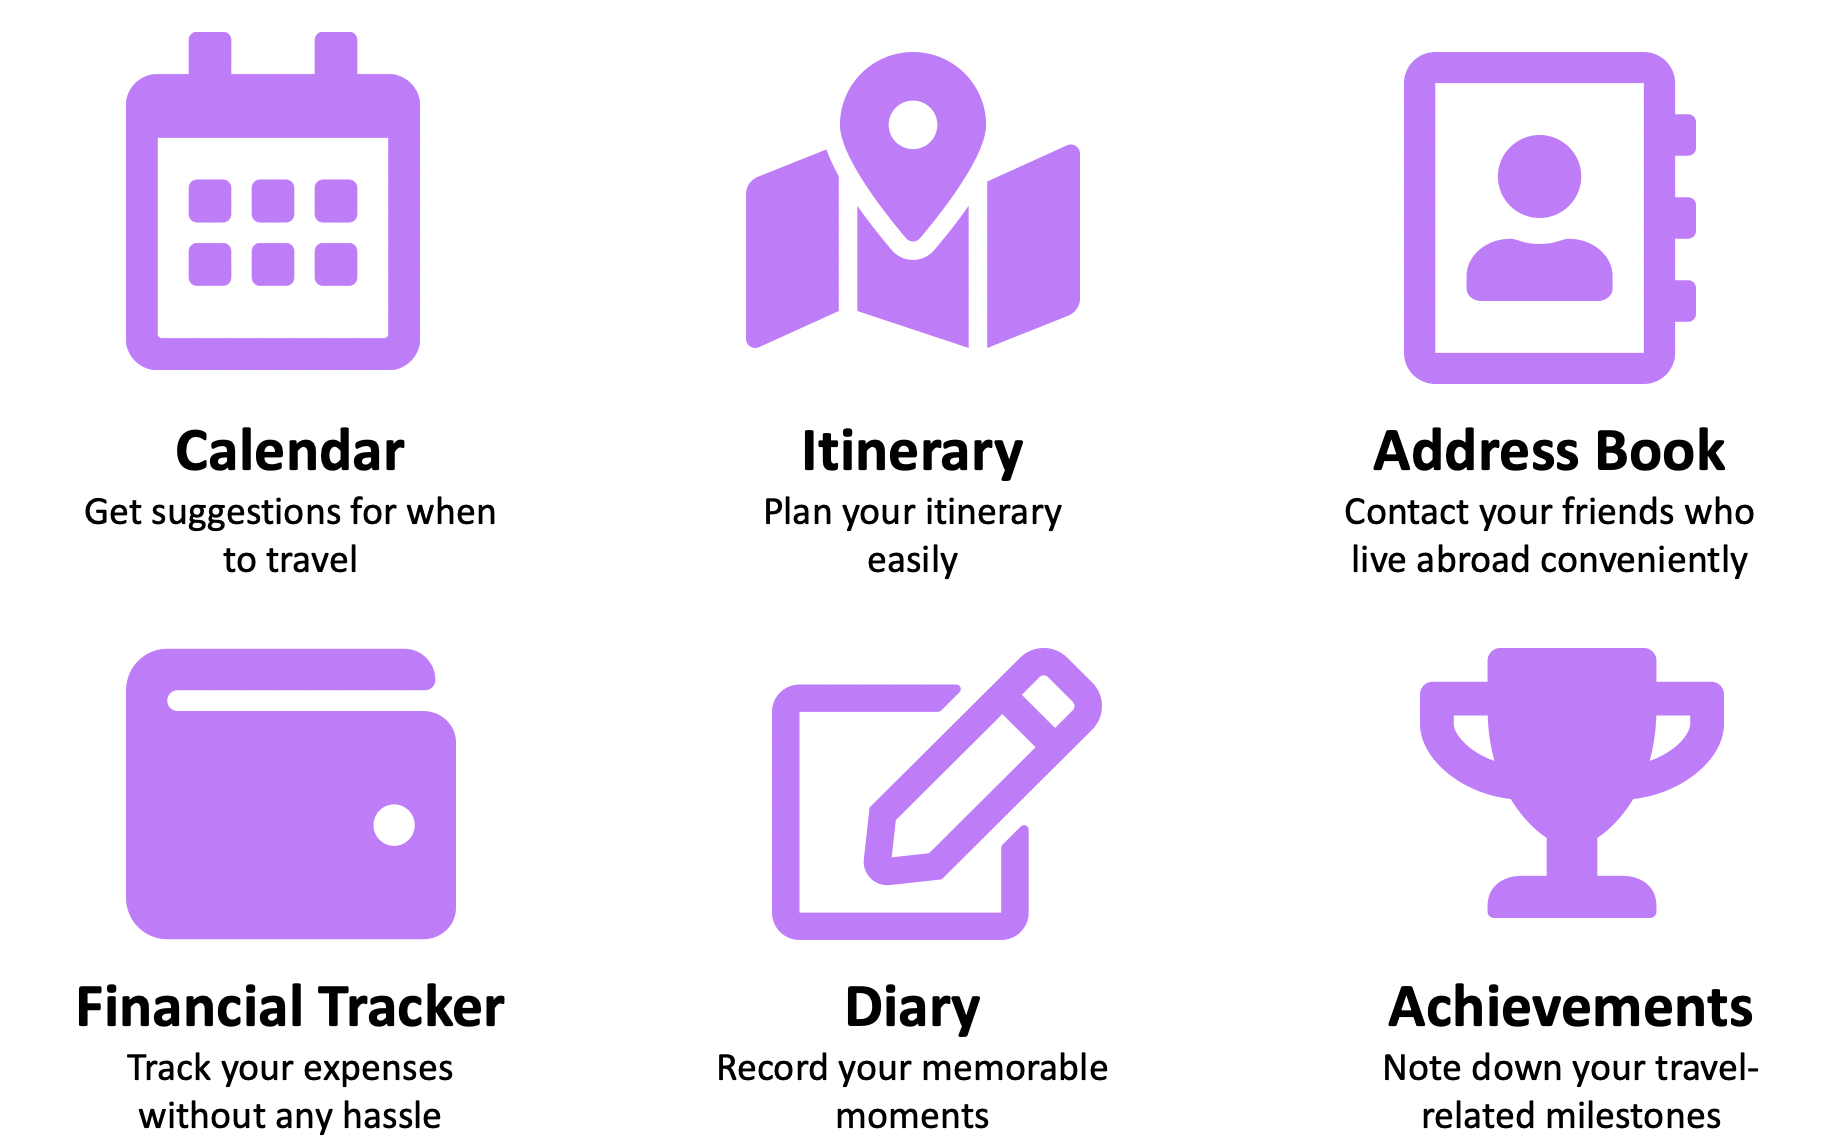 Calendar
Get suggestions for when
to travel
Itinerary
Plan your itinerary
easily
Address Book
Contact your friends who
live abroad conveniently
Financial Tracker
Track your expenses
without any hassle
Diary
Record your memorable
moments
Achievements
Note down your travel-
related milestones